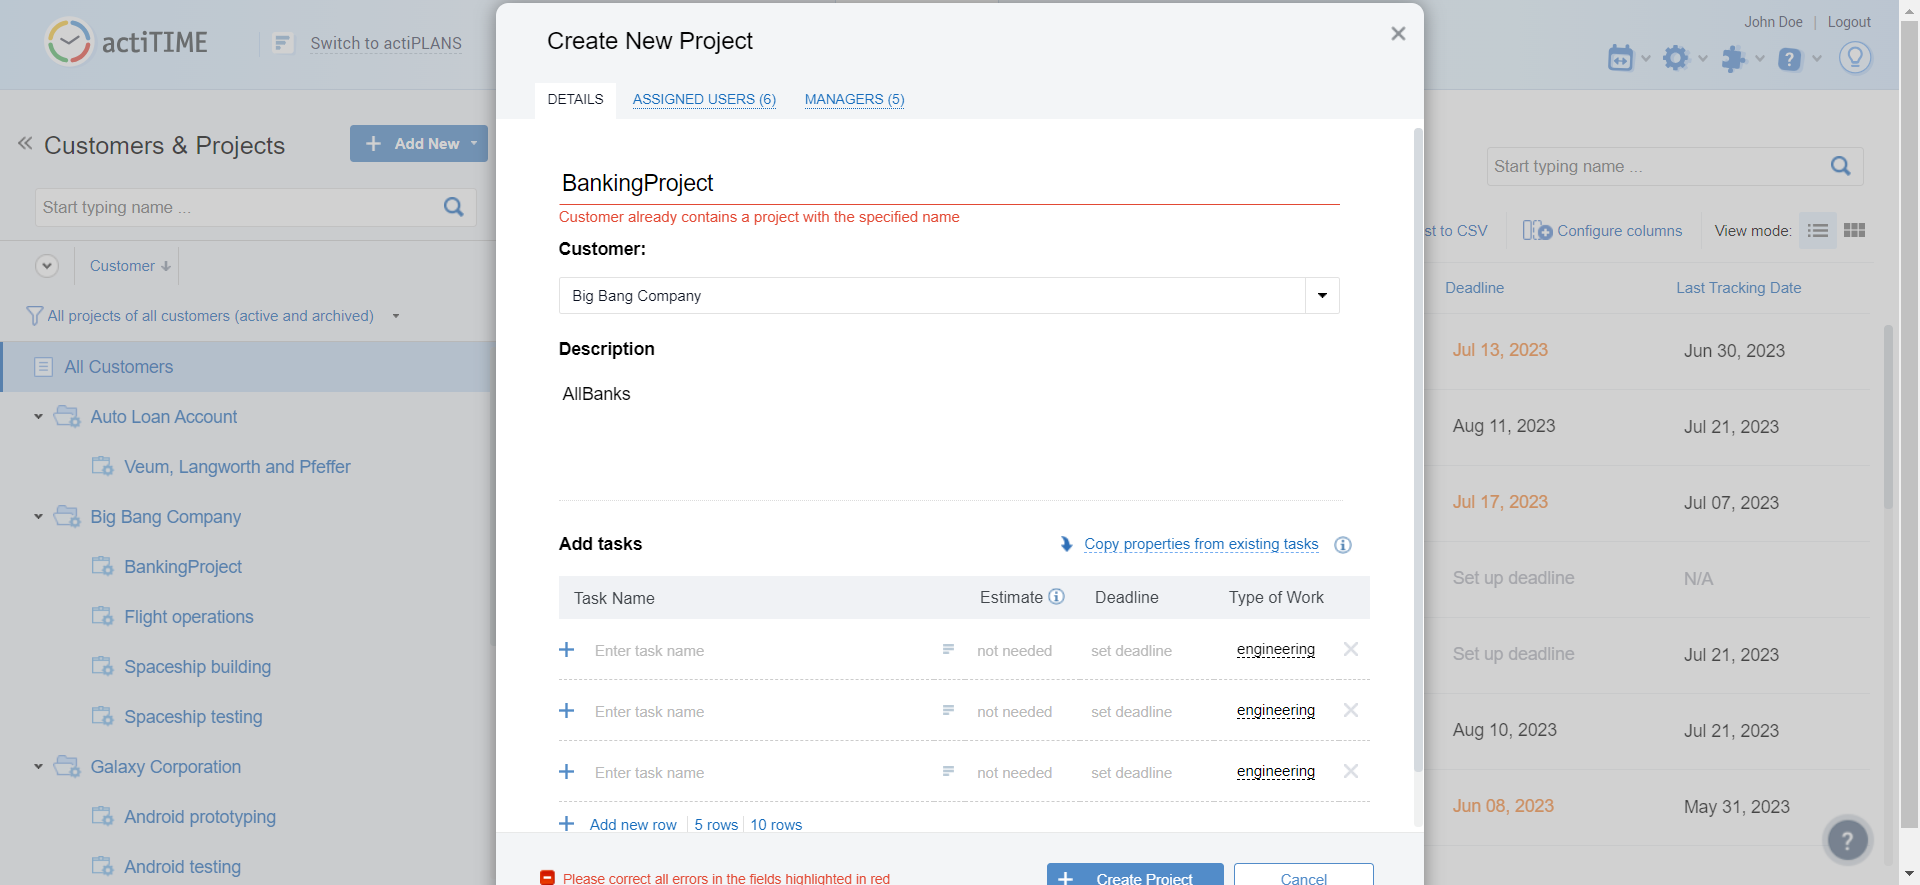 actiTIME
Switch to actiPLANS
Customers & Projects
Add New
Start typing name ...
Customer
All projects of all customers (active and archived)
All Customers
Auto Loan Account
Veum, Langworth and Pfeffer
Big Bang Company
BankingProject
Flight operations
Spaceship building
Spaceship testing
Galaxy Corporation
Android prototyping
Android testing
Create New Project
DETAILS
ASSIGNED USERS (6)
MANAGERS (5)
BankingProject
Customer already contains a project with the specified name
Customer:
Big Bang Company
Description
AllBanks
Add tasks
Copy properties from existing tasks
Task Name Estimate Deadline Type of Work
Enter task name not needed set deadline engineering
Enter task name not needed set deadline engineering
Enter task name not needed set deadline engineering
Add new row 5 rows 10 rows
Please correct all errors in the fields highlighted in red
Create Project
Cancel
John Doe | Logout
Start typing name ...
st to CSV
Configure columns
View mode:
Deadline Last Tracking Date
Jul 13, 2023 Jun 30, 2023
Aug 11, 2023 Jul 21, 2023
Jul 17, 2023 Jul 07, 2023
Set up deadline N/A
Set up deadline Jul 21, 2023
Aug 10, 2023 Jul 21, 2023
Jun 08, 2023 May 31, 2023
?